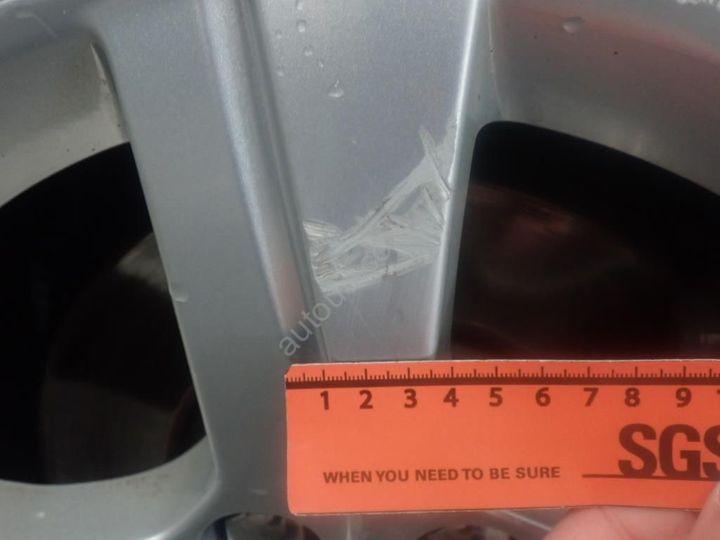 1 2 3 4 5 6 7 8 9
SGS
WHEN YOU NEED TO BE SURE